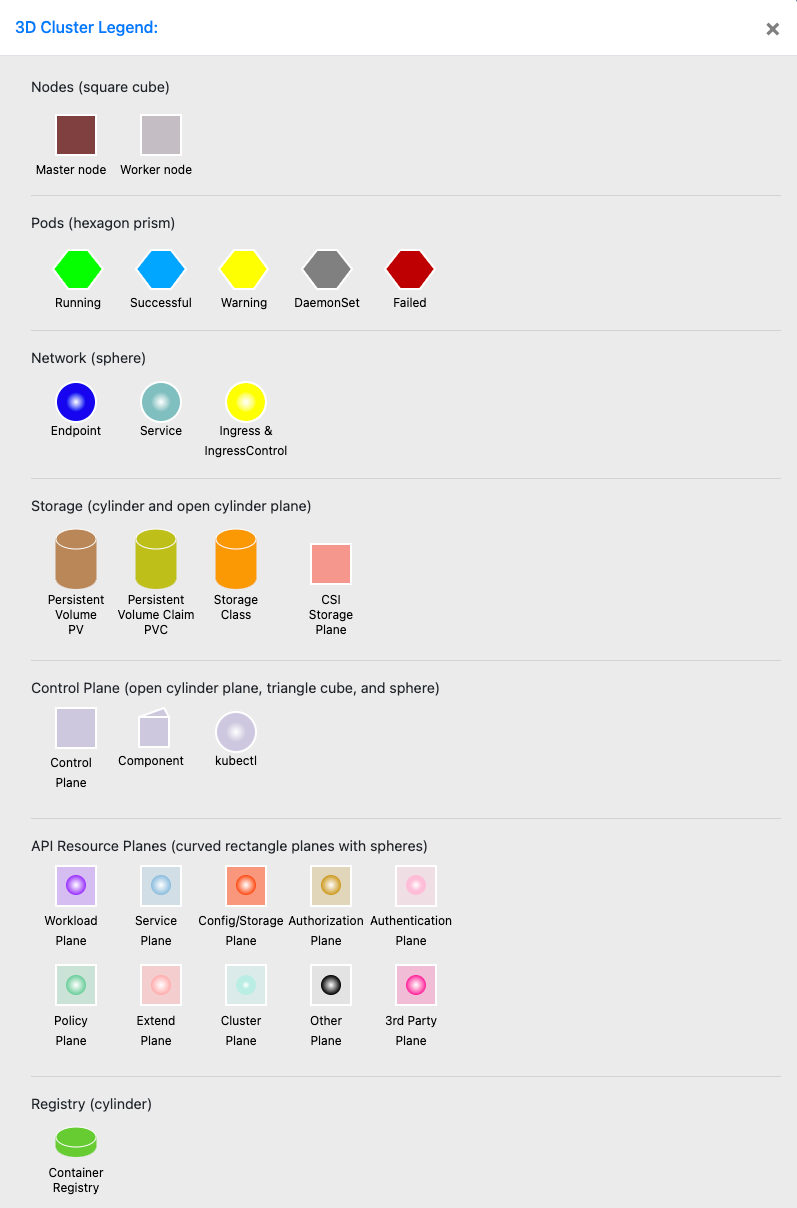 3D Cluster Legend:
×
Nodes (square cube)
Master node
Worker node
Pods (hexagon prism)
Running
Successful
Warning
DaemonSet
Failed
Network (sphere)
Endpoint
Service
Ingress &
IngressControl
Storage (cylinder and open cylinder plane)
Persistent
Volume
PV
Persistent
Volume Claim
PVC
Storage
Class
CSI
Storage
Plane
Control Plane (open cylinder plane, triangle cube, and sphere)
Control
Plane
Component
kubectl
API Resource Planes (curved rectangle planes with spheres)
Workload
Plane
Service
Plane
Config/Storage
Plane
Authorization
Plane
Authentication
Plane
Policy
Plane
Extend
Plane
Cluster
Plane
Other
Plane
3rd Party
Plane
Registry (cylinder)
Container
Registry